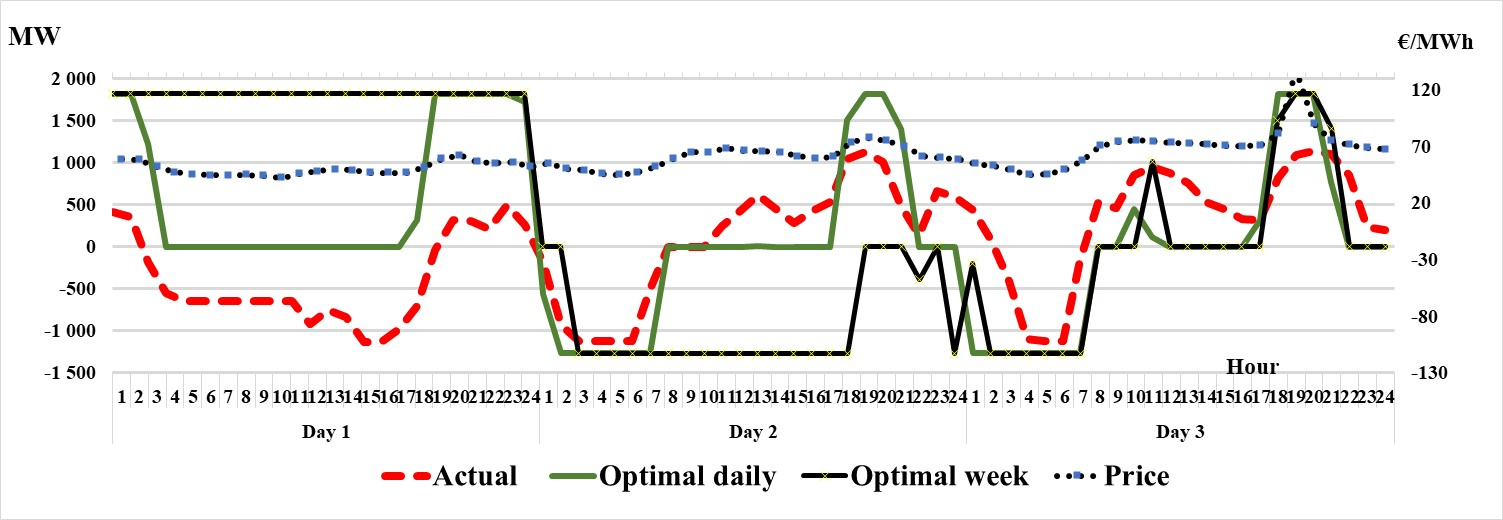 MW
€/MWh
2 000
1 500
1 000
500
0
-500
-1 000
-1 500
120
70
20
-30
-80
-130
Hour
1 2 3 4 5 6 7 8 9 10 11 12 13 14 15 16 17 18 19 20 21 22 23 24 1 2 3 4 5 6 7 8 9 10 11 12 13 14 15 16 17 18 19 20 21 22 23 24 1 2 3 4 5 6 7 8 9 10 11 12 13 14 15 16 17 18 19 20 21 22 23 24
Day 1 Day 2 Day 3
Actual Optimal daily Optimal week Price